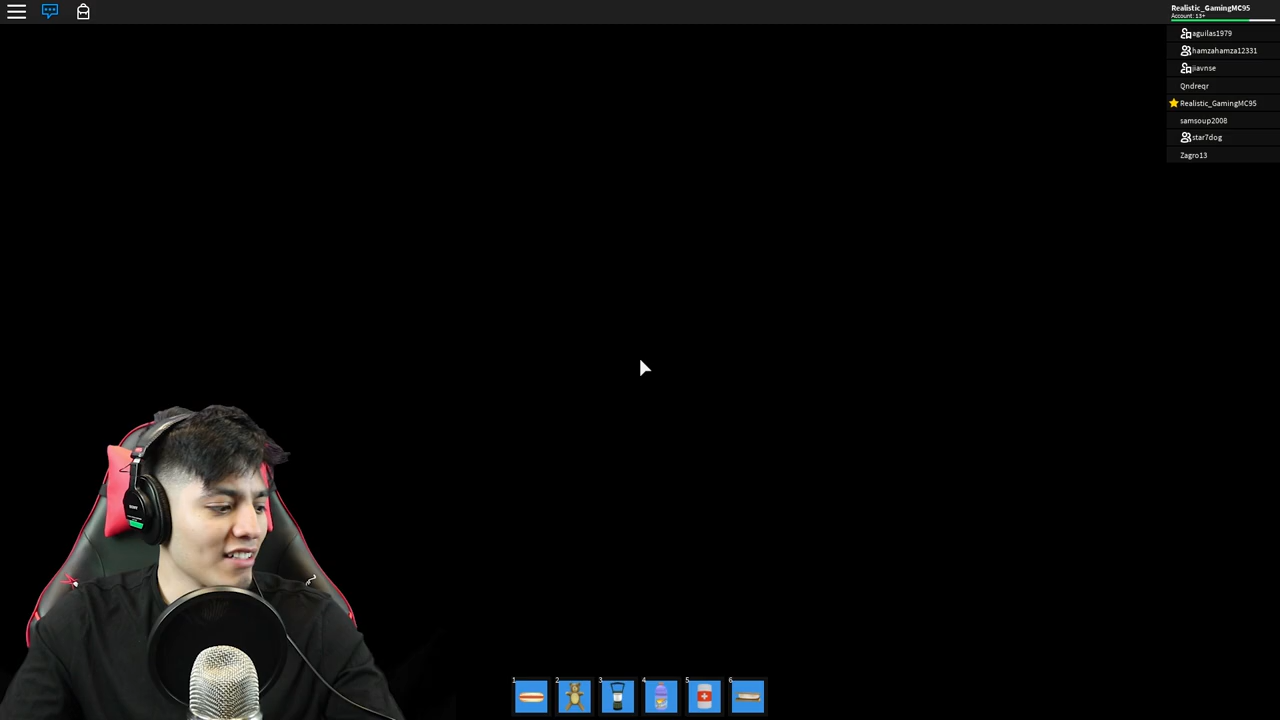 Realistic_GamingMC95
Account: 13+
aguilas1979
hamzahamza12331
jiavnse
Qndreqr
Realistic_GamingMC95
samsoup2008
star7dog
Zagro13
1 2 3 4 5 6